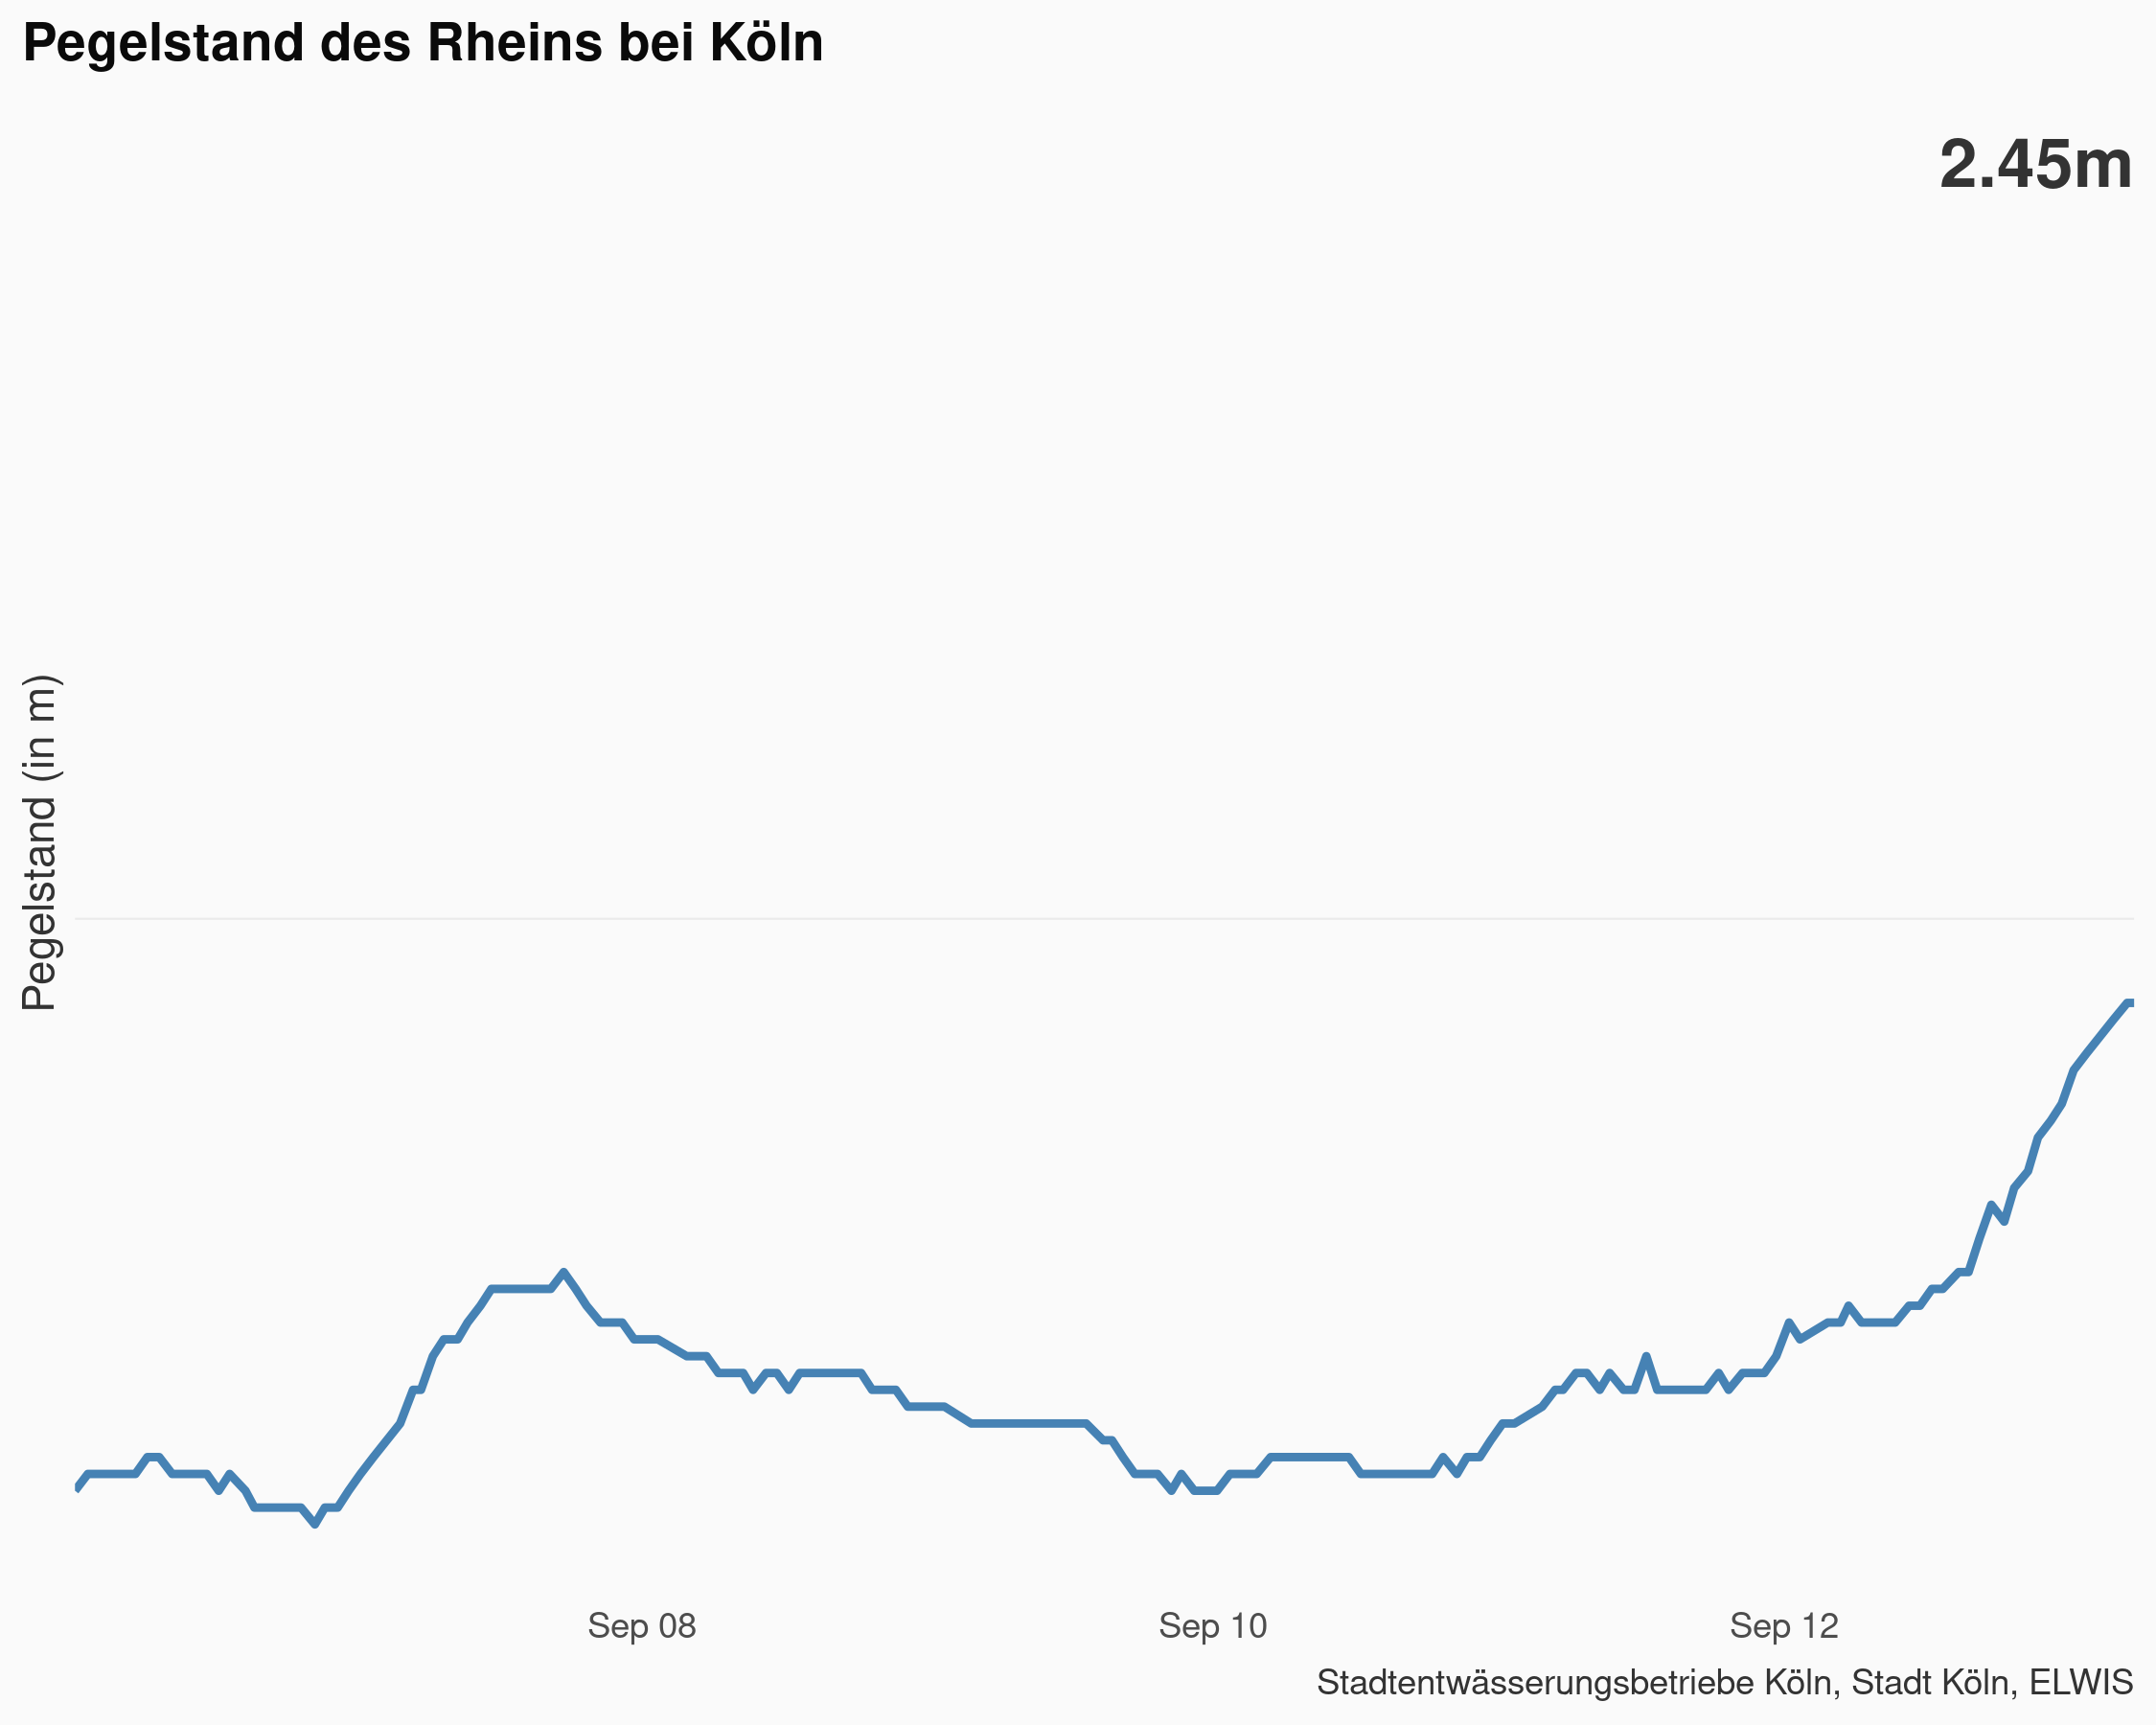 Pegelstand des Rheins bei Köln
2.45m
Pegelstand (in m)
Sep 08
Sep 10
Sep 12
Stadtentwässerungsbetriebe Köln, Stadt Köln, ELWIS